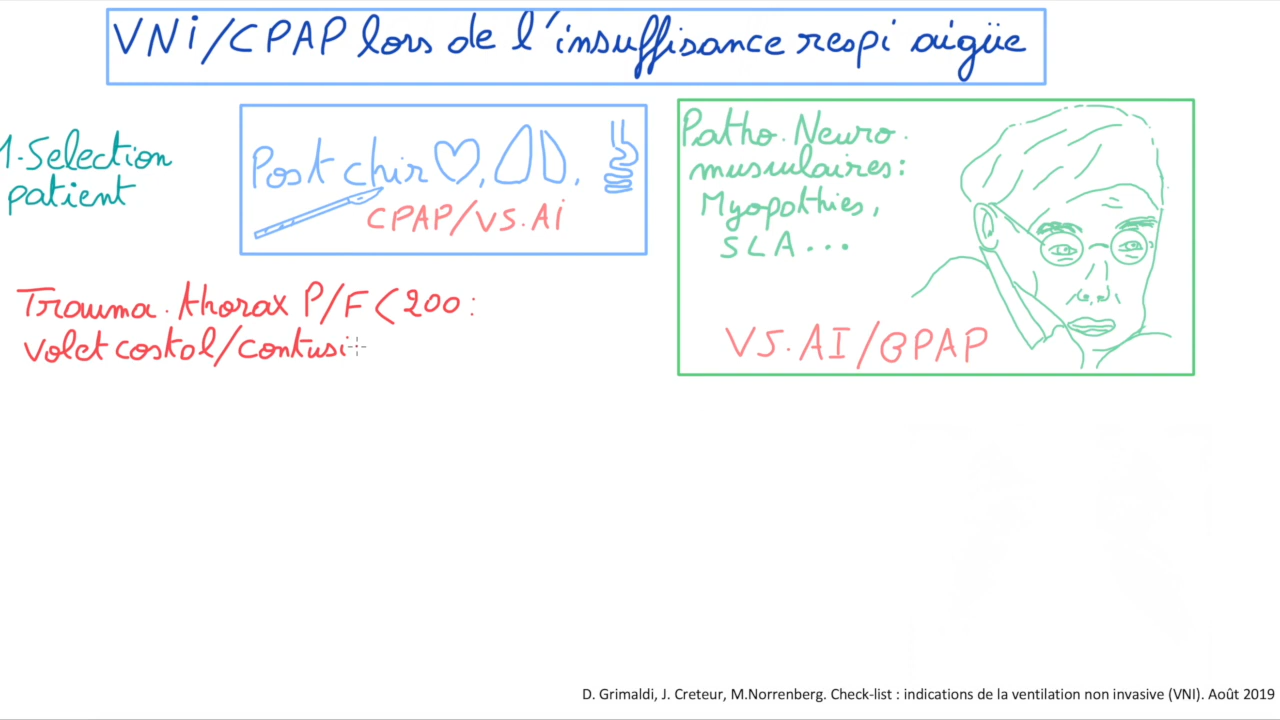 VNI/CPAP lors de l'insuffisance respi aigüe
1-Selection
patient
Post chir
CPAP/VS.AI
Patho. Neuro.
musculaires:
Myopathies,
SLA...
VS.AI/BPAP
Trauma. thorax P/F < 200 :
Volet costal/contusi
D. Grimaldi, J. Creteur, M.Norrenberg. Check-list : indications de la ventilation non invasive (VNI). Août 2019